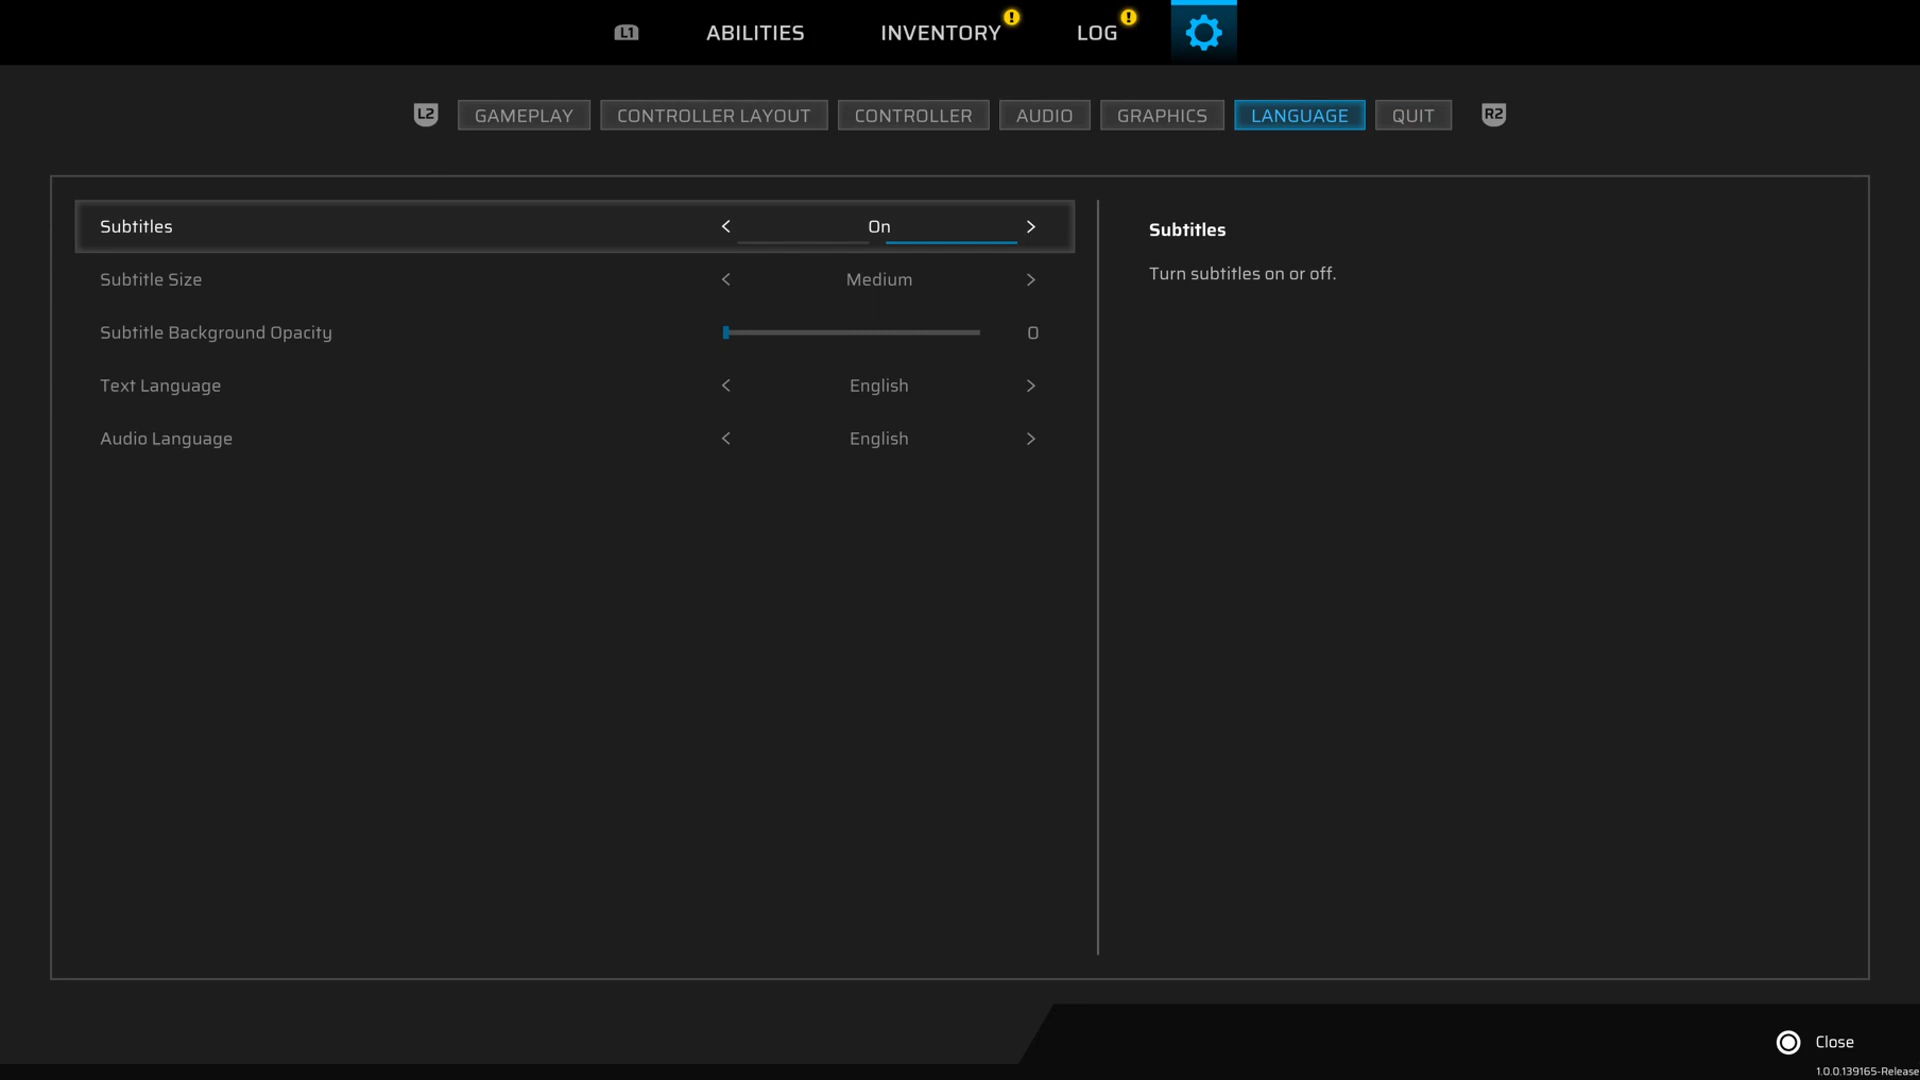 L1 ABILITIES INVENTORY ! LOG !
L2 GAMEPLAY CONTROLLER LAYOUT CONTROLLER AUDIO GRAPHICS LANGUAGE QUIT R2
Subtitles < On >
Subtitle Size < Medium >
Subtitle Background Opacity 0
Text Language < English >
Audio Language < English >
Subtitles
Turn subtitles on or off.
Close
1.0.0.139165-Release